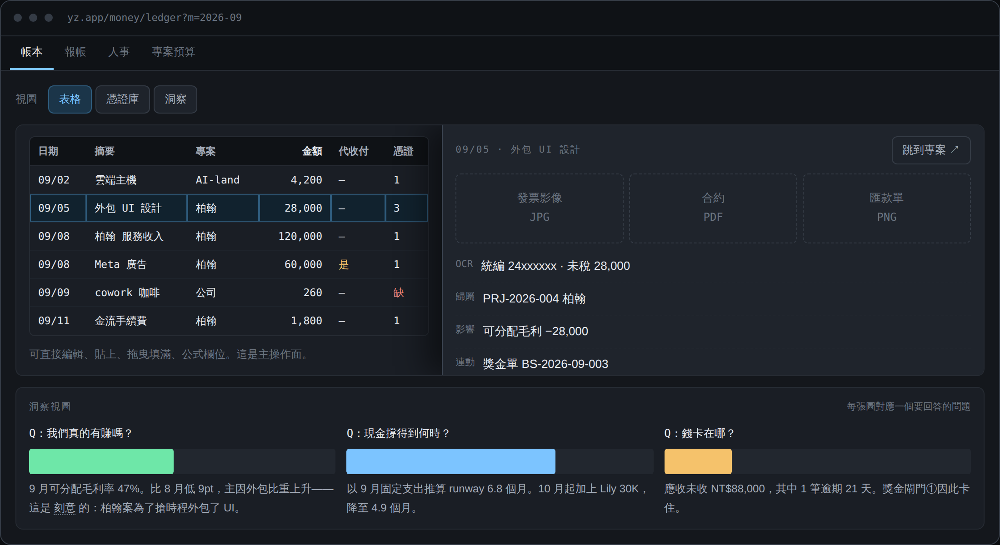 yz.app/money/ledger?m=2026-09
帳本 報帳 人事 專案預算
視圖 表格 憑證庫 洞察
日期 摘要 專案 金額 代收付 憑證
09/02 雲端主機 AI-land 4,200 — 1
09/05 外包 UI 設計 柏翰 28,000 — 3
09/08 柏翰 服務收入 柏翰 120,000 — 1
09/08 Meta 廣告 柏翰 60,000 是 1
09/09 cowork 咖啡 公司 260 — 缺
09/11 金流手續費 柏翰 1,800 — 1
可直接編輯、貼上、拖曳填滿、公式欄位。這是主操作面。
09/05 · 外包 UI 設計 跳到專案 ↗
發票影像 合約 匯款單
JPG PDF PNG
OCR 統編 24xxxxxx · 未稅 28,000
歸屬 PRJ-2026-004 柏翰
影響 可分配毛利 −28,000
連動 獎金單 BS-2026-09-003
洞察視圖 每張圖對應一個要回答的問題
Q：我們真的有賺嗎？
9 月可分配毛利率 47%。比 8 月低 9pt，主因外包比重上升——
這是 刻意 的：柏翰案為了搶時程外包了 UI。
Q：現金撐得到何時？
以 9 月固定支出推算 runway 6.8 個月。10 月起加上 Lily 30K，
降至 4.9 個月。
Q：錢卡在哪？
應收未收 NT$88,000，其中 1 筆逾期 21 天。獎金閘門①因此卡
住。